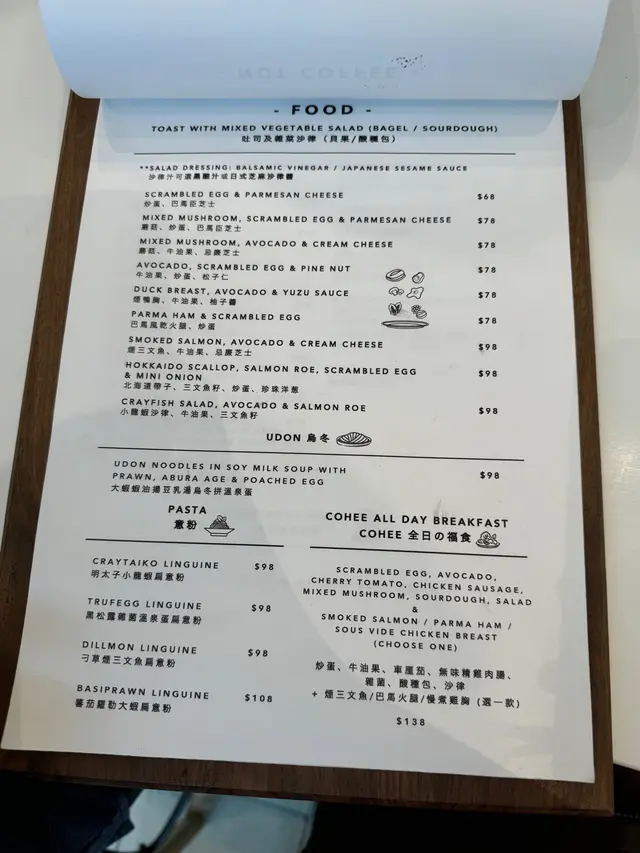 - FOOD -
TOAST WITH MIXED VEGETABLE SALAD (BAGEL / SOURDOUGH)
吐司及雜菜沙律 (貝果/酸種包)
**SALAD DRESSING: BALSAMIC VINEGAR / JAPANESE SESAME SAUCE
沙律汁可選黑醋汁或日式芝麻沙律醬
SCRAMBLED EGG & PARMESAN CHEESE $68
炒蛋、巴馬臣芝士
MIXED MUSHROOM, SCRAMBLED EGG & PARMESAN CHEESE $78
蘑菇、炒蛋、巴馬臣芝士
MIXED MUSHROOM, AVOCADO & CREAM CHEESE $78
蘑菇、牛油果、忌廉芝士
AVOCADO, SCRAMBLED EGG & PINE NUT $78
牛油果、炒蛋、松子仁
DUCK BREAST, AVOCADO & YUZU SAUCE $78
煙鴨胸、牛油果、柚子醬
PARMA HAM & SCRAMBLED EGG $78
巴馬風乾火腿、炒蛋
SMOKED SALMON, AVOCADO & CREAM CHEESE $98
煙三文魚、牛油果、忌廉芝士
HOKKAIDO SCALLOP, SALMON ROE, SCRAMBLED EGG $98
& MINI ONION
北海道帶子、三文魚籽、炒蛋、珍珠洋蔥
CRAYFISH SALAD, AVOCADO & SALMON ROE $98
小龍蝦沙律、牛油果、三文魚籽
UDON 烏冬
UDON NOODLES IN SOY MILK SOUP WITH $98
PRAWN, ABURA AGE & POACHED EGG
大蝦蝦油揚豆乳湯烏冬拼溫泉蛋
PASTA
意粉
CRAYTAIKO LINGUINE $98
明太子小龍蝦扁意粉
TRUFEGG LINGUINE $98
黑松露雜菌溫泉蛋扁意粉
DILLMON LINGUINE $98
刁草煙三文魚扁意粉
BASIPRAWN LINGUINE $108
蕃茄羅勒大蝦扁意粉
COHEE ALL DAY BREAKFAST
COHEE 全日の福食
SCRAMBLED EGG, AVOCADO,
CHERRY TOMATO, CHICKEN SAUSAGE,
MIXED MUSHROOM, SOURDOUGH, SALAD
&
SMOKED SALMON / PARMA HAM /
SOUS VIDE CHICKEN BREAST
(CHOOSE ONE)
炒蛋、牛油果、車厘茄、無味精雞肉腸、
雜菌、酸種包、沙律
+ 煙三文魚/巴馬火腿/慢煮雞胸 (選一款)
$138